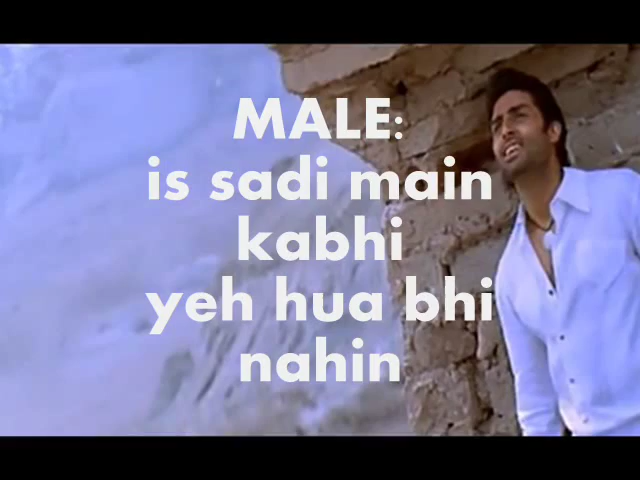 MALE:
is sadi main
kabhi
yeh hua bhi
nahin